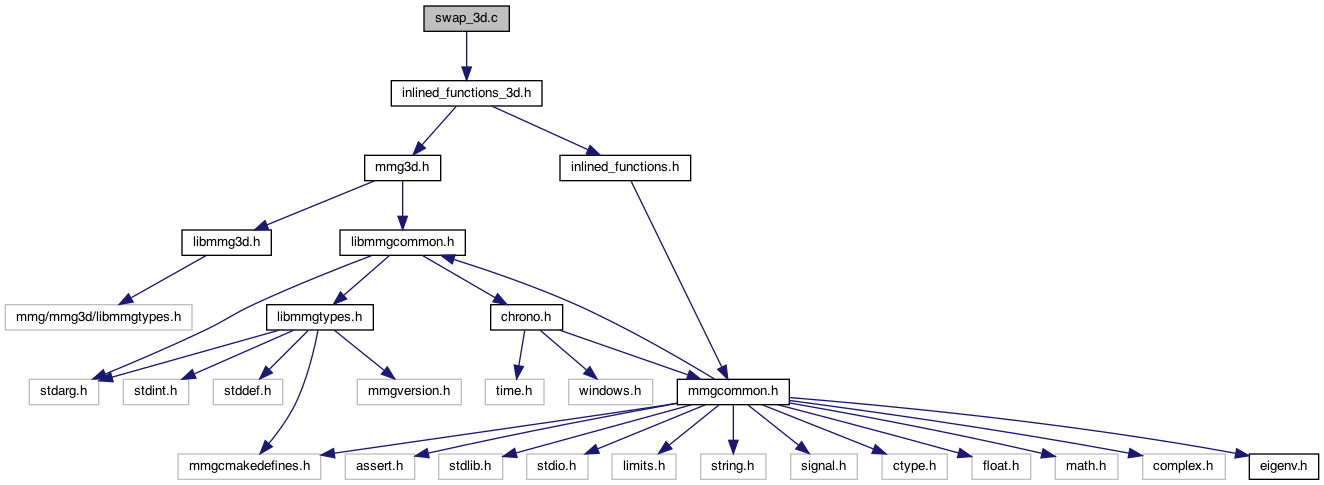 swap_3d.c
inlined_functions_3d.h
mmg3d.h
inlined_functions.h
libmmg3d.h
libmmgcommon.h
mmg/mmg3d/libmmgtypes.h
libmmgtypes.h
chrono.h
stdarg.h
stdint.h
stddef.h
mmgversion.h
time.h
windows.h
mmgcommon.h
mmgcmakedefines.h
assert.h
stdlib.h
stdio.h
limits.h
string.h
signal.h
ctype.h
float.h
math.h
complex.h
eigenv.h